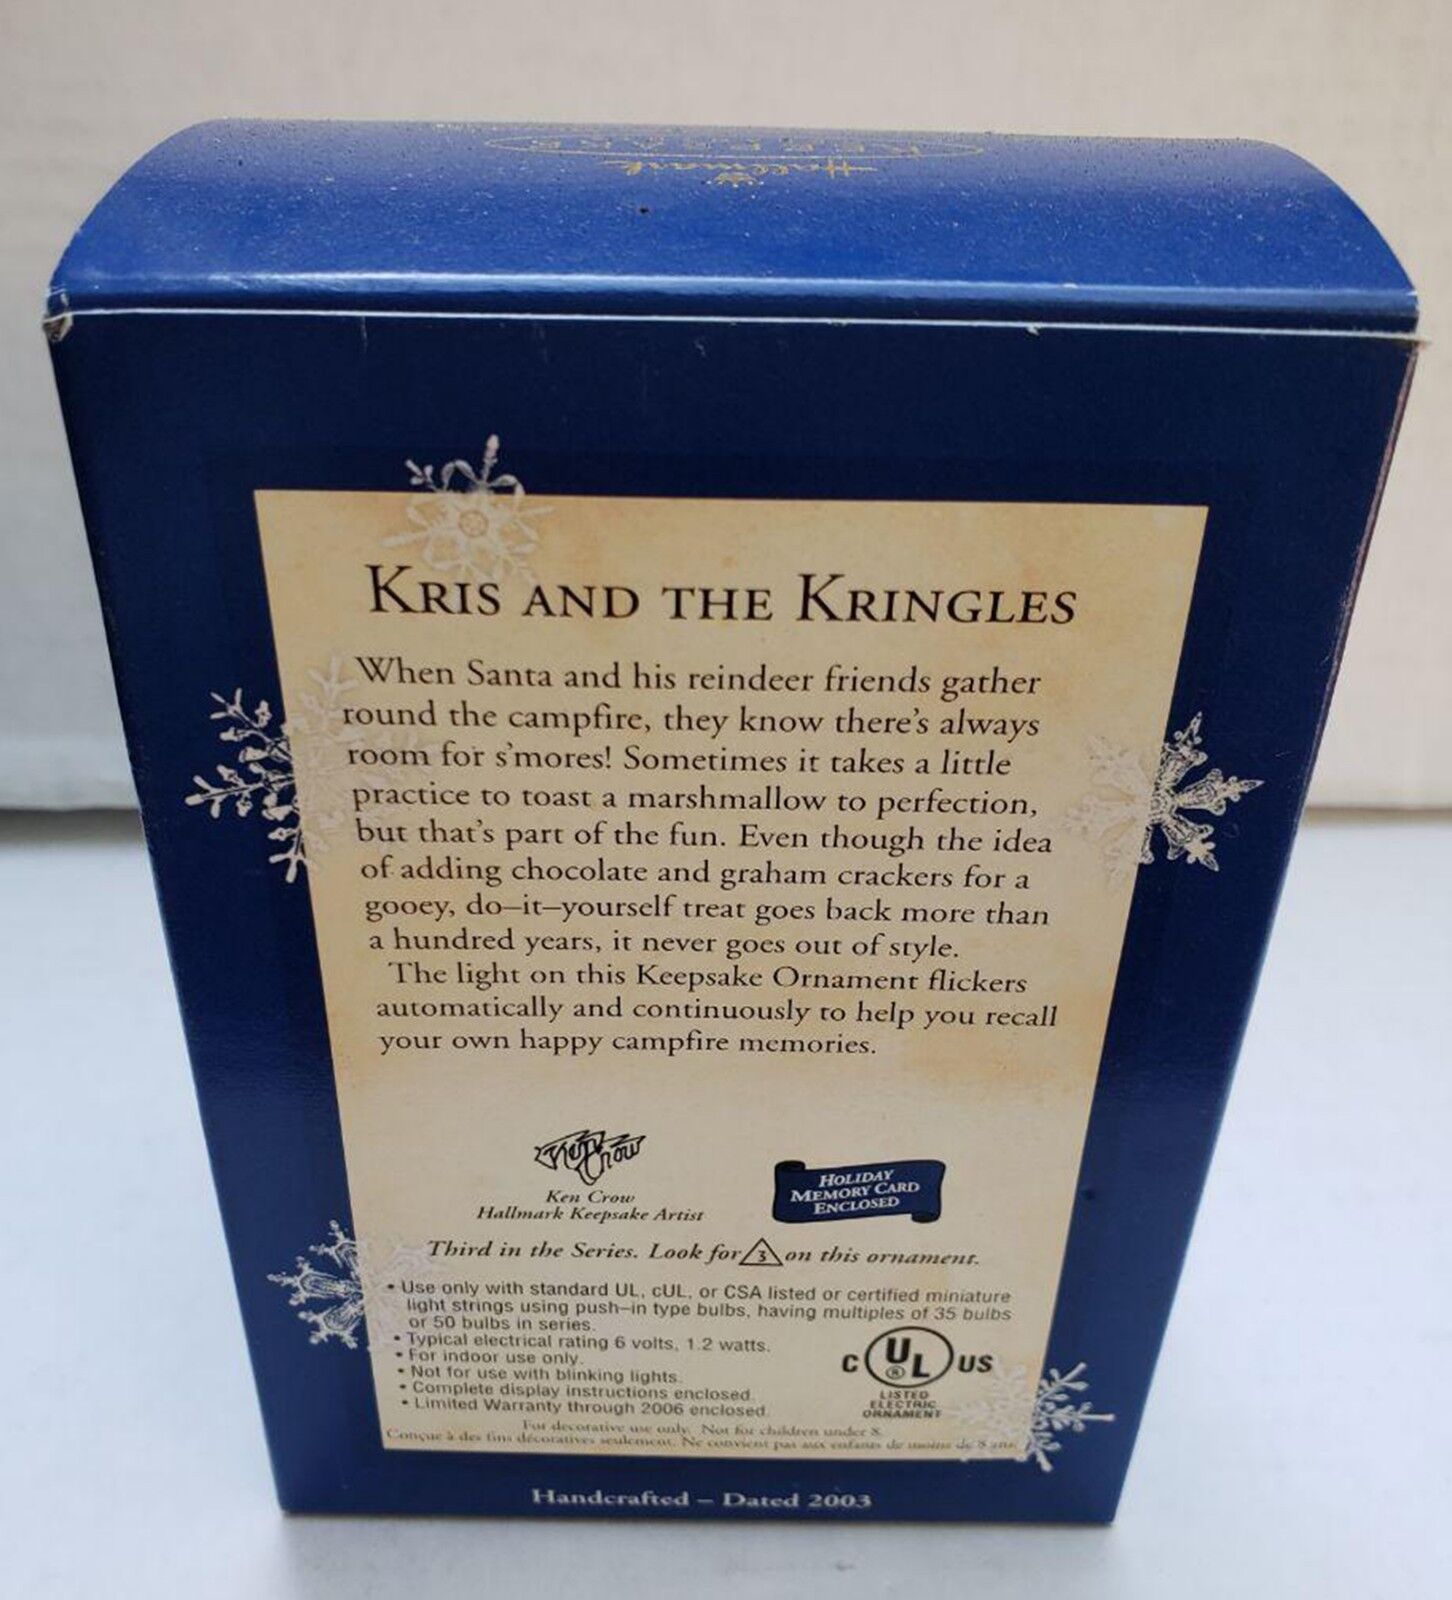 Hallmark
KEEPSAKE
KRIS AND THE KRINGLES
When Santa and his reindeer friends gather
round the campfire, they know there's always
room for s'mores! Sometimes it takes a little
practice to toast a marshmallow to perfection,
but that's part of the fun. Even though the idea
of adding chocolate and graham crackers for a
gooey, do-it-yourself treat goes back more than
a hundred years, it never goes out of style.
The light on this Keepsake Ornament flickers
automatically and continuously to help you recall
your own happy campfire memories.
Ken Crow
Ken Crow
Hallmark Keepsake Artist
HOLIDAY
MEMORY CARD
ENCLOSED
Third in the Series. Look for 3 on this ornament.
• Use only with standard UL, cUL, or CSA listed or certified miniature
light strings using push-in type bulbs, having multiples of 35 bulbs
or 50 bulbs in series.
• Typical electrical rating 6 volts, 1.2 watts.
• For indoor use only.
• Not for use with blinking lights.
• Complete display instructions enclosed.
• Limited Warranty through 2006 enclosed.
C UL® US
LISTED
ELECTRIC
ORNAMENT
For decorative use only. Not for children under 8.
Conçue à des fins décoratives seulement. Ne convient pas aux enfants de moins de 8 ans.
Handcrafted – Dated 2003